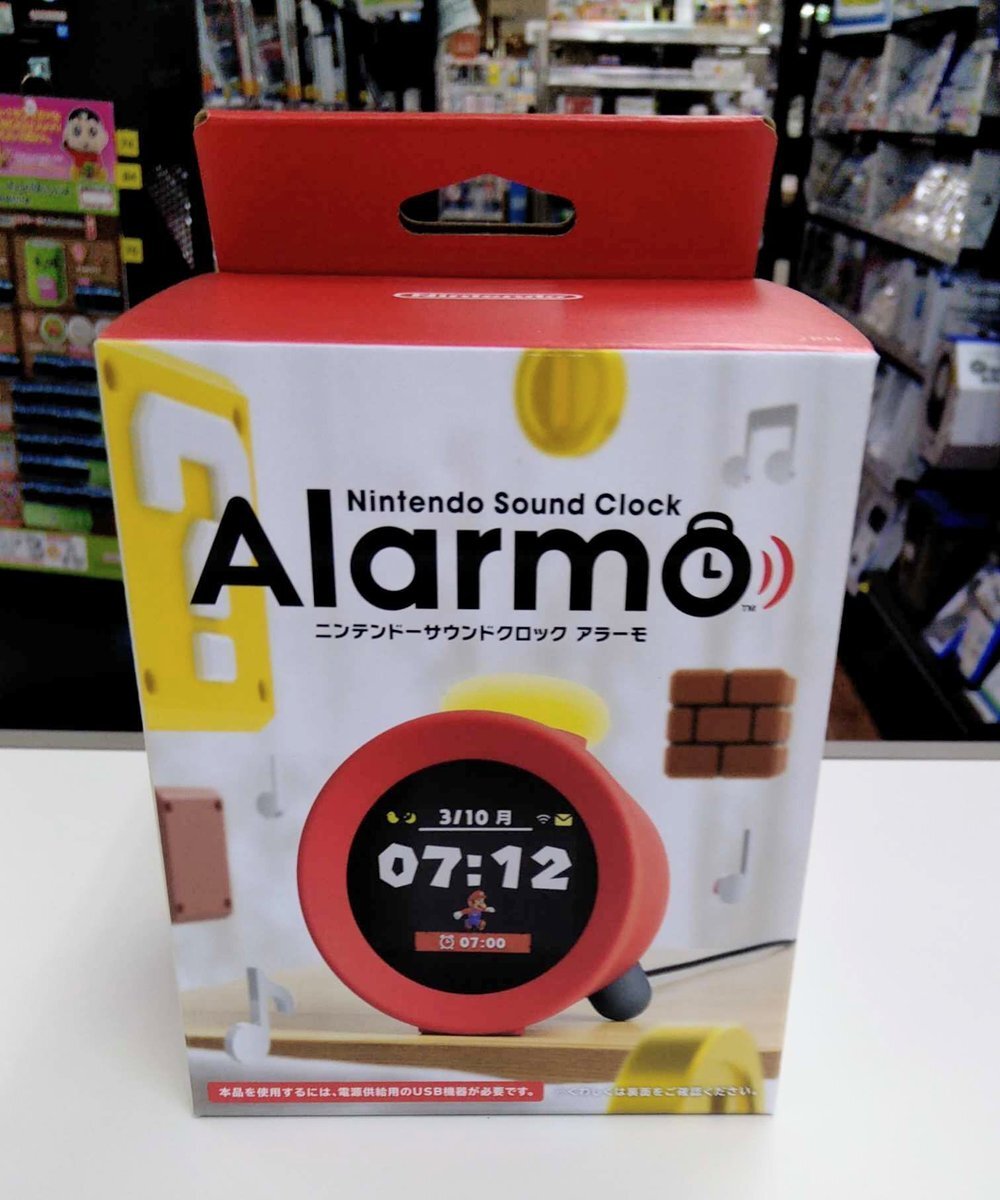 Nintendo
JPN
Nintendo Sound Clock
Alarmo
TM
ニンテンドーサウンドクロック アラーモ
3/10 月
07:12
07:00
本品を使用するには、電源供給用のUSB機器が必要です。
くわしくは裏面をご確認ください。